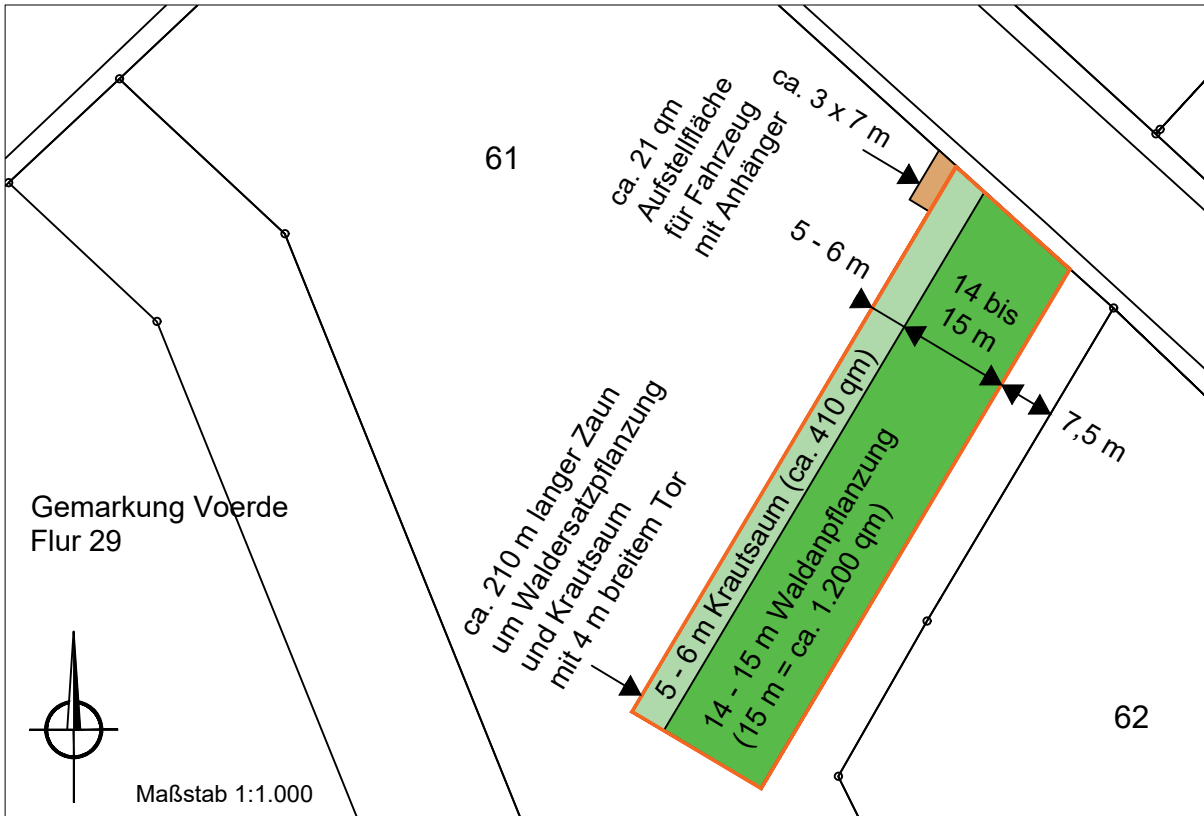 61
ca. 21 qm
Aufstellfläche
für Fahrzeug
mit Anhänger
ca. 3 x 7 m
5 - 6 m
14 bis
15 m
7,5 m
ca. 210 m langer Zaun
um Waldersatzpflanzung
und Krautsaum
mit 4 m breitem Tor
5 - 6 m Krautsaum (ca. 410 qm)
14 - 15 m Waldanpflanzung
(15 m = ca. 1.200 qm)
Gemarkung Voerde
Flur 29
62
Maßstab 1:1.000